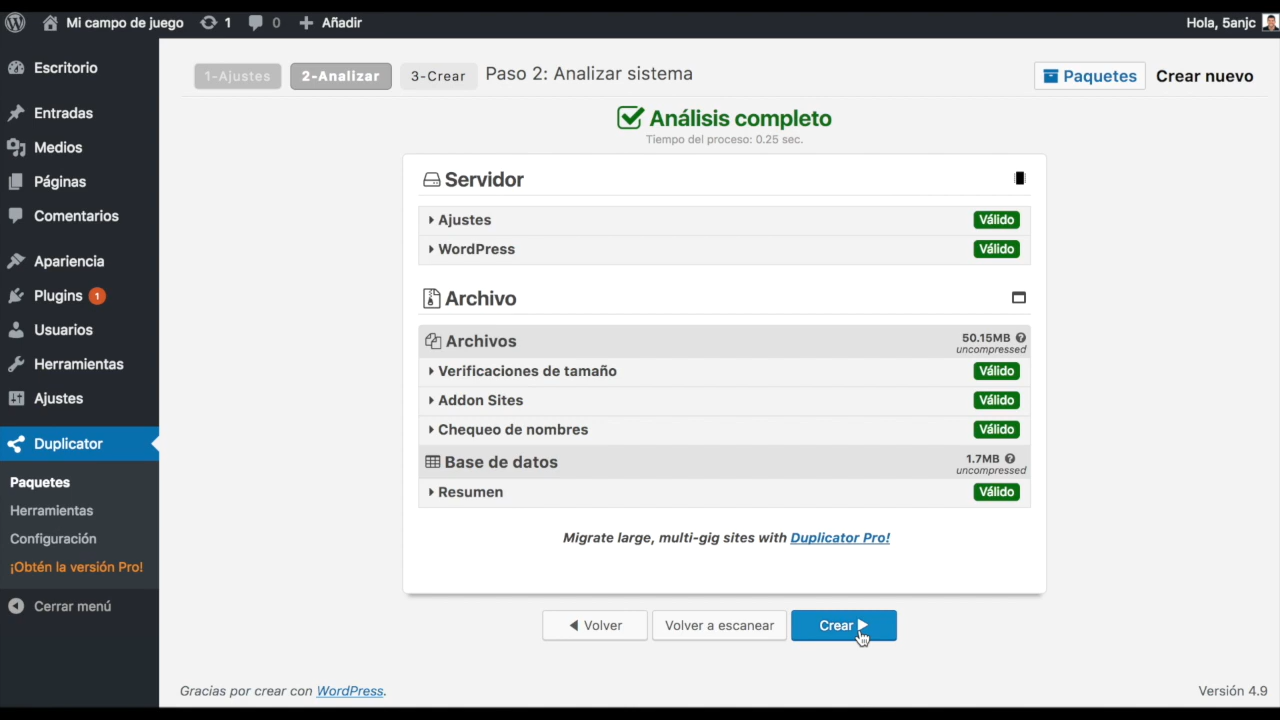 Mi campo de juego 1 0 Añadir Hola, 5anjc
Escritorio
Entradas
Medios
Páginas
Comentarios
Apariencia
Plugins 1
Usuarios
Herramientas
Ajustes
Duplicator
Paquetes
Herramientas
Configuración
¡Obtén la versión Pro!
Cerrar menú
1-Ajustes 2-Analizar 3-Crear Paso 2: Analizar sistema Paquetes Crear nuevo
Análisis completo
Tiempo del proceso: 0.25 sec.
Servidor
Ajustes Válido
WordPress Válido
Archivo
Archivos 50.15MB
uncompressed
Verificaciones de tamaño Válido
Addon Sites Válido
Chequeo de nombres Válido
Base de datos 1.7MB
uncompressed
Resumen Válido
Migrate large, multi-gig sites with Duplicator Pro!
Volver Volver a escanear Crear
Gracias por crear con WordPress. Versión 4.9